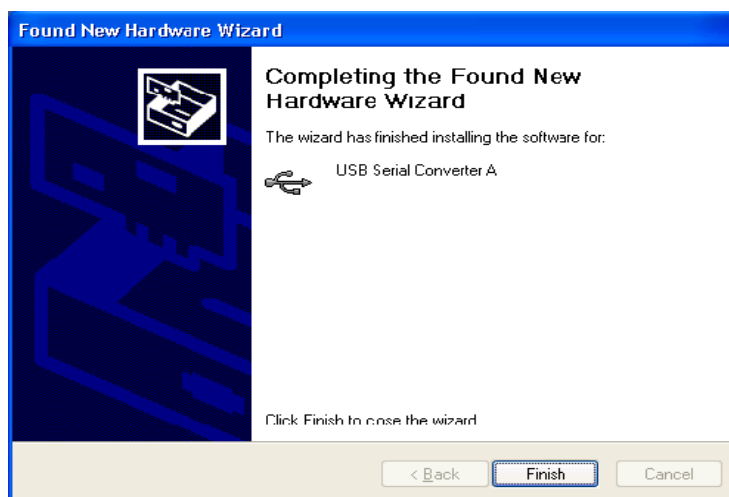 Found New Hardware Wizard
Completing the Found New
Hardware Wizard
The wizard has finished installing the software for:
USB Serial Converter A
Click Finish to close the wizard
< Back
Finish
Cancel